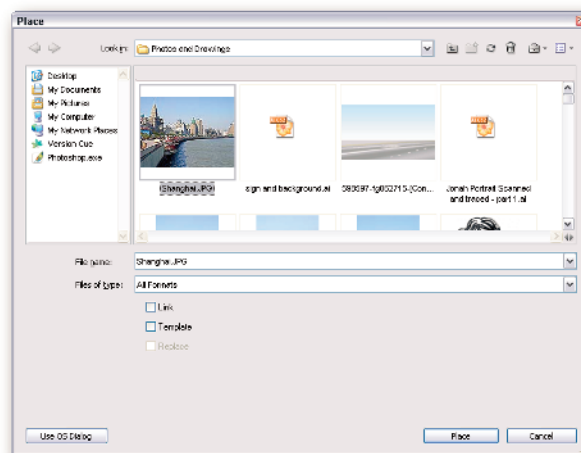 Place
Look in:
Photos and Drawings
Desktop
My Documents
My Pictures
My Computer
My Network Places
Version Cue
Photoshop.exe
(Shanghai.JPG)
sign and background.ai
Jonah Portrait Scanned
and traced - part1.ai
File name:
Shanghai.JPG
Files of type:
All Formats
Link
Template
Replace
Use OS Dialog
Place
Cancel